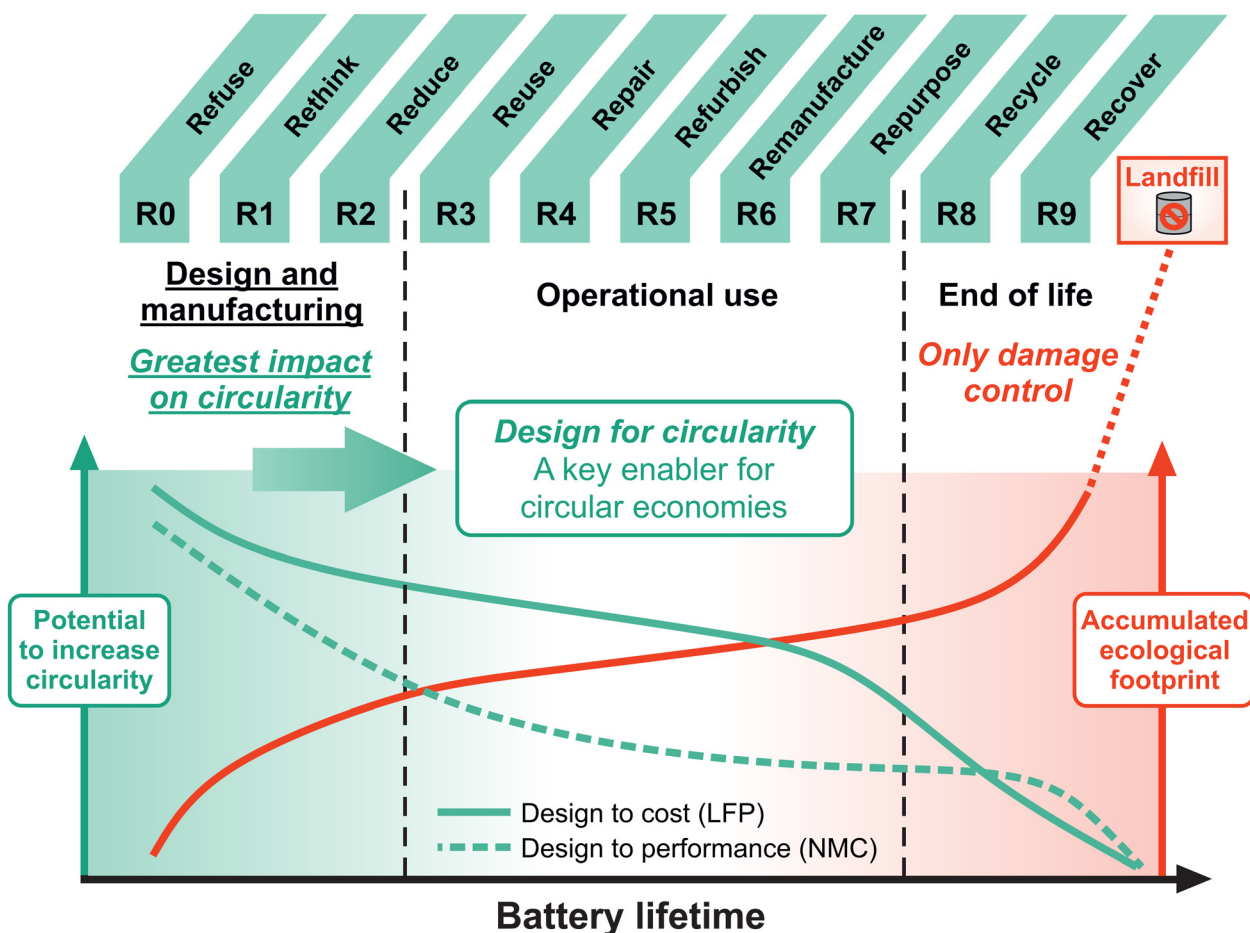 Refuse
Rethink
Reduce
Reuse
Repair
Refurbish
Remanufacture
Repurpose
Recycle
Recover
R0
R1
R2
R3
R4
R5
R6
R7
R8
R9
Landfill
Design and
manufacturing
Operational use
End of life
Greatest impact
on circularity
Only damage
control
Design for circularity
A key enabler for
circular economies
Potential
to increase
circularity
Accumulated
ecological
footprint
Design to cost (LFP)
Design to performance (NMC)
Battery lifetime